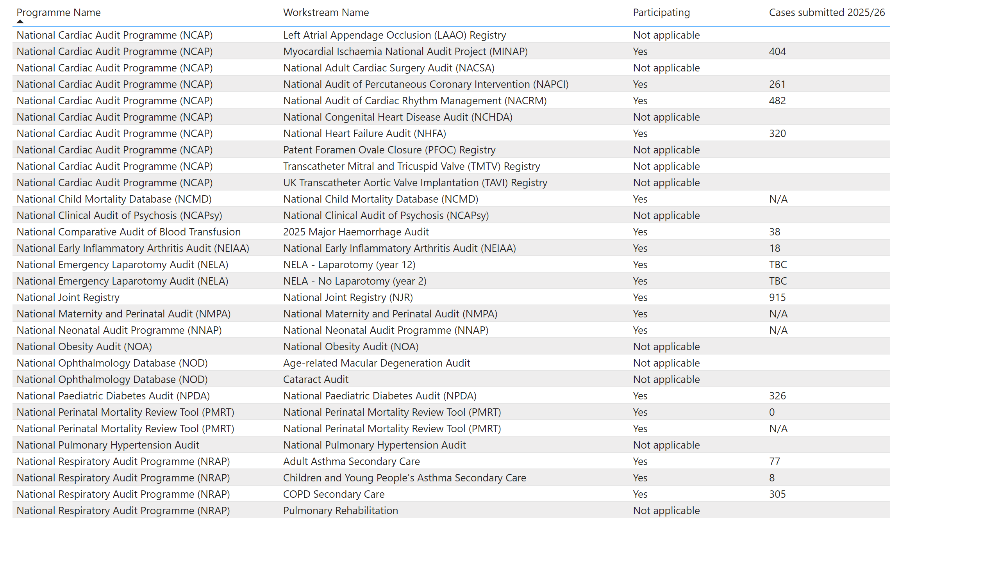 Programme Name Workstream Name Participating Cases submitted 2025/26
National Cardiac Audit Programme (NCAP) Left Atrial Appendage Occlusion (LAAO) Registry Not applicable
National Cardiac Audit Programme (NCAP) Myocardial Ischaemia National Audit Project (MINAP) Yes 404
National Cardiac Audit Programme (NCAP) National Adult Cardiac Surgery Audit (NACSA) Not applicable
National Cardiac Audit Programme (NCAP) National Audit of Percutaneous Coronary Intervention (NAPCI) Yes 261
National Cardiac Audit Programme (NCAP) National Audit of Cardiac Rhythm Management (NACRM) Yes 482
National Cardiac Audit Programme (NCAP) National Congenital Heart Disease Audit (NCHDA) Not applicable
National Cardiac Audit Programme (NCAP) National Heart Failure Audit (NHFA) Yes 320
National Cardiac Audit Programme (NCAP) Patent Foramen Ovale Closure (PFOC) Registry Not applicable
National Cardiac Audit Programme (NCAP) Transcatheter Mitral and Tricuspid Valve (TMTV) Registry Not applicable
National Cardiac Audit Programme (NCAP) UK Transcatheter Aortic Valve Implantation (TAVI) Registry Not applicable
National Child Mortality Database (NCMD) National Child Mortality Database (NCMD) Yes N/A
National Clinical Audit of Psychosis (NCAPsy) National Clinical Audit of Psychosis (NCAPsy) Not applicable
National Comparative Audit of Blood Transfusion 2025 Major Haemorrhage Audit Yes 38
National Early Inflammatory Arthritis Audit (NEIAA) National Early Inflammatory Arthritis Audit (NEIAA) Yes 18
National Emergency Laparotomy Audit (NELA) NELA - Laparotomy (year 12) Yes TBC
National Emergency Laparotomy Audit (NELA) NELA - No Laparotomy (year 2) Yes TBC
National Joint Registry National Joint Registry (NJR) Yes 915
National Maternity and Perinatal Audit (NMPA) National Maternity and Perinatal Audit (NMPA) Yes N/A
National Neonatal Audit Programme (NNAP) National Neonatal Audit Programme (NNAP) Yes N/A
National Obesity Audit (NOA) National Obesity Audit (NOA) Not applicable
National Ophthalmology Database (NOD) Age-related Macular Degeneration Audit Not applicable
National Ophthalmology Database (NOD) Cataract Audit Not applicable
National Paediatric Diabetes Audit (NPDA) National Paediatric Diabetes Audit (NPDA) Yes 326
National Perinatal Mortality Review Tool (PMRT) National Perinatal Mortality Review Tool (PMRT) Yes 0
National Perinatal Mortality Review Tool (PMRT) National Perinatal Mortality Review Tool (PMRT) Yes N/A
National Pulmonary Hypertension Audit National Pulmonary Hypertension Audit Not applicable
National Respiratory Audit Programme (NRAP) Adult Asthma Secondary Care Yes 77
National Respiratory Audit Programme (NRAP) Children and Young People's Asthma Secondary Care Yes 8
National Respiratory Audit Programme (NRAP) COPD Secondary Care Yes 305
National Respiratory Audit Programme (NRAP) Pulmonary Rehabilitation Not applicable